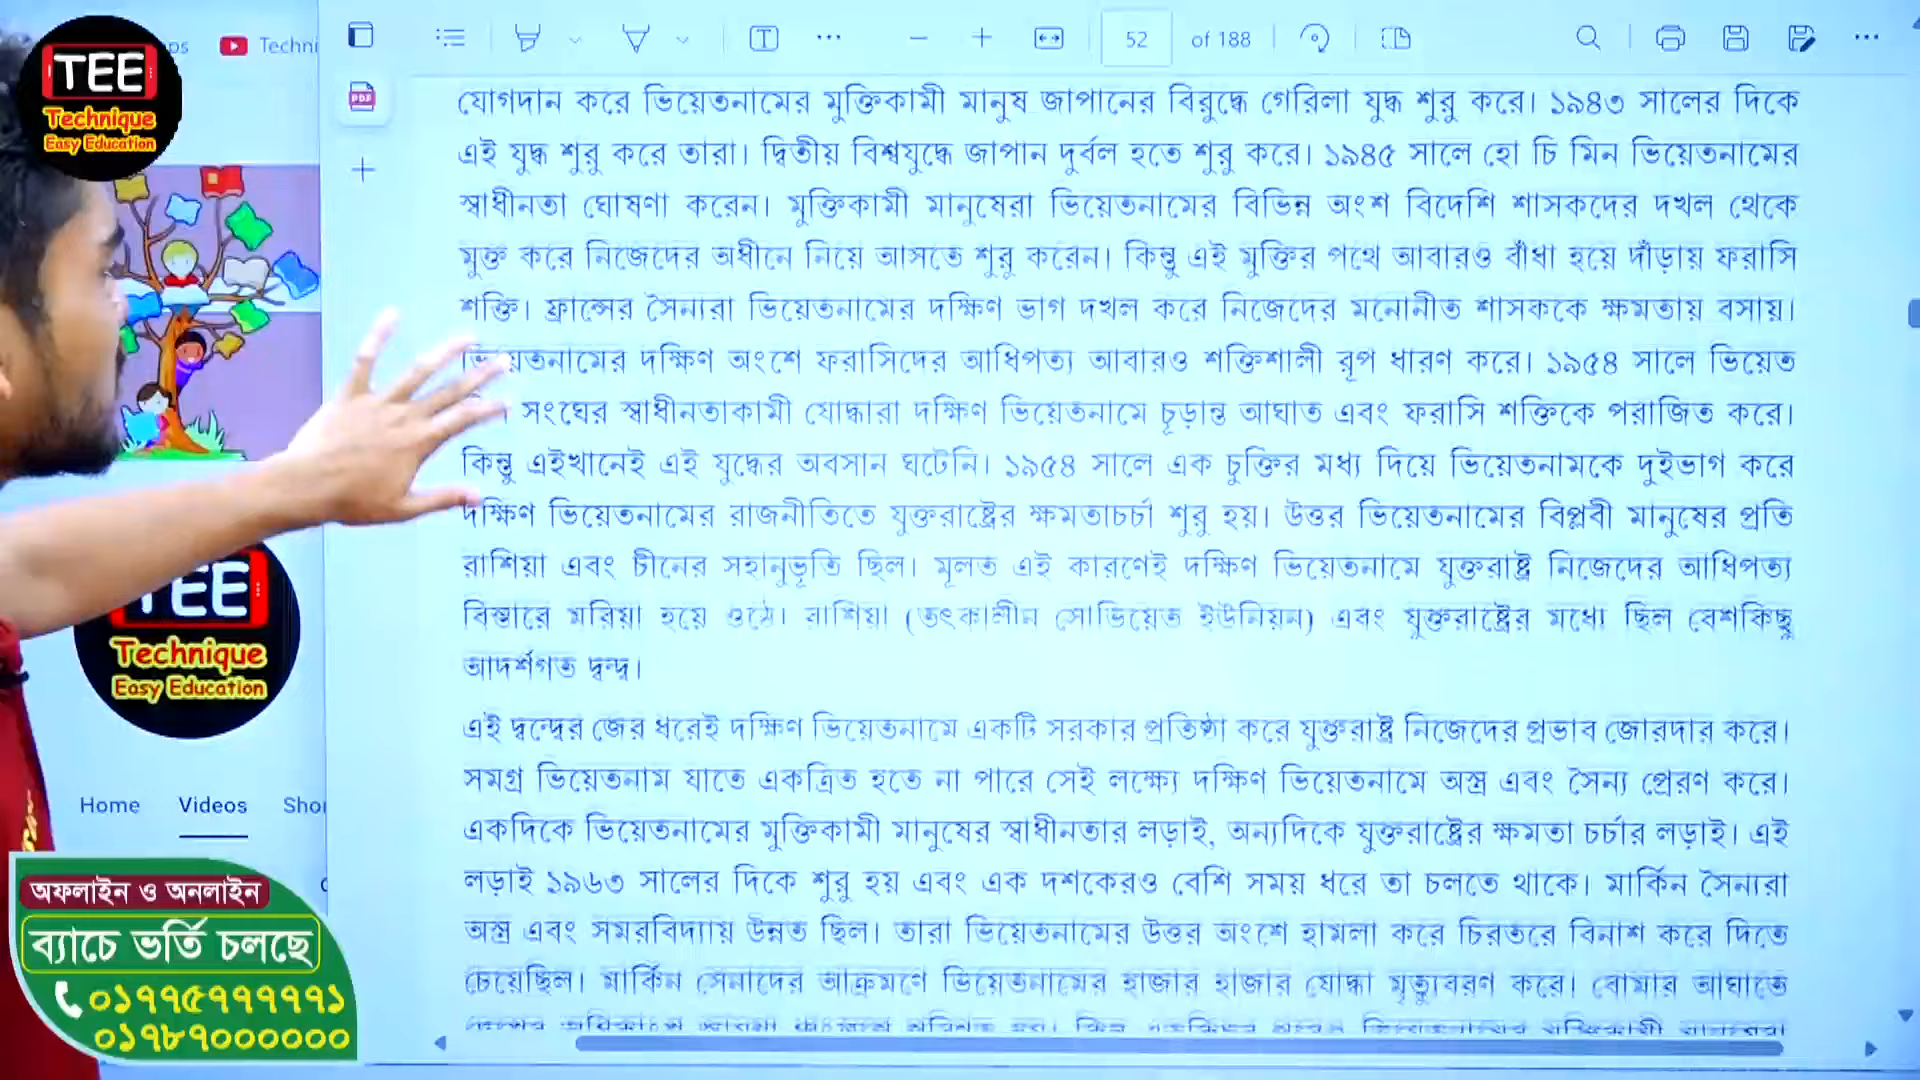 TEE
Technique
Easy Education
ps
Techni
52
of 188
PDF
যোগদান করে ভিয়েতনামের মুক্তিকামী মানুষ জাপানের বিরুদ্ধে গেরিলা যুদ্ধ শুরু করে। ১৯৪৩ সালের দিকে
এই যুদ্ধ শুরু করে তারা। দ্বিতীয় বিশ্বযুদ্ধে জাপান দুর্বল হতে শুরু করে। ১৯৪৫ সালে হো চি মিন ভিয়েতনামের
স্বাধীনতা ঘোষণা করেন। মুক্তিকামী মানুষেরা ভিয়েতনামের বিভিন্ন অংশ বিদেশি শাসকদের দখল থেকে
মুক্ত করে নিজেদের অধীনে নিয়ে আসতে শুরু করেন। কিন্তু এই মুক্তির পথে আবারও বাঁধা হয়ে দাঁড়ায় ফরাসি
শক্তি। ফ্রান্সের সৈন্যরা ভিয়েতনামের দক্ষিণ ভাগ দখল করে নিজেদের মনোনীত শাসককে ক্ষমতায় বসায়।
ভিয়েতনামের দক্ষিণ অংশে ফরাসিদের আধিপত্য আবারও শক্তিশালী রূপ ধারণ করে। ১৯৫৪ সালে ভিয়েত
সংঘের স্বাধীনতাকামী যোদ্ধারা দক্ষিণ ভিয়েতনামে চূড়ান্ত আঘাত এবং ফরাসি শক্তিকে পরাজিত করে।
কিন্তু এইখানেই এই যুদ্ধের অবসান ঘটেনি। ১৯৫৪ সালে এক চুক্তির মধ্য দিয়ে ভিয়েতনামকে দুইভাগ করে
দক্ষিণ ভিয়েতনামের রাজনীতিতে যুক্তরাষ্ট্রের ক্ষমতাচর্চা শুরু হয়। উত্তর ভিয়েতনামের বিপ্লবী মানুষের প্রতি
রাশিয়া এবং চীনের সহানুভূতি ছিল। মূলত এই কারণেই দক্ষিণ ভিয়েতনামে যুক্তরাষ্ট্র নিজেদের আধিপত্য
বিস্তারে মরিয়া হয়ে ওঠে। রাশিয়া (তৎকালীন সোভিয়েত ইউনিয়ন) এবং যুক্তরাষ্ট্রের মধ্যে ছিল বেশকিছু
আদর্শগত দ্বন্দ্ব।
এই দ্বন্দ্বের জের ধরেই দক্ষিণ ভিয়েতনামে একটি সরকার প্রতিষ্ঠা করে যুক্তরাষ্ট্র নিজেদের প্রভাব জোরদার করে।
সমগ্র ভিয়েতনাম যাতে একত্রিত হতে না পারে সেই লক্ষ্যে দক্ষিণ ভিয়েতনামে অস্ত্র এবং সৈন্য প্রেরণ করে।
একদিকে ভিয়েতনামের মুক্তিকামী মানুষের স্বাধীনতার লড়াই, অন্যদিকে যুক্তরাষ্ট্রের ক্ষমতা চর্চার লড়াই। এই
লড়াই ১৯৬৩ সালের দিকে শুরু হয় এবং এক দশকেরও বেশি সময় ধরে তা চলতে থাকে। মার্কিন সৈন্যরা
অস্ত্র এবং সমরবিদ্যায় উন্নত ছিল। তারা ভিয়েতনামের উত্তর অংশে হামলা করে চিরতরে বিনাশ করে দিতে
চেয়েছিল। মার্কিন সেনাদের আক্রমণে ভিয়েতনামের হাজার হাজার যোদ্ধা মৃত্যুবরণ করে। বোমার আঘাতে
TEE
Technique
Easy Education
Home Videos Shor
অফলাইন ও অনলাইন
ব্যাচে ভর্তি চলছে
০১৭৭৫৭৭৭৭৭১
০১৭৮৭০০০০০০